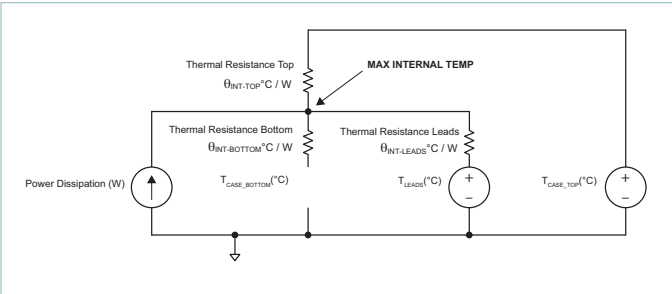 Thermal Resistance Top
θINT-TOP°C / W
MAX INTERNAL TEMP
Thermal Resistance Bottom
θINT-BOTTOM°C / W
Thermal Resistance Leads
θINT-LEADS°C / W
Power Dissipation (W)
TCASE_BOTTOM(°C)
TLEADS(°C)
TCASE_TOP(°C)
+
–
+
–